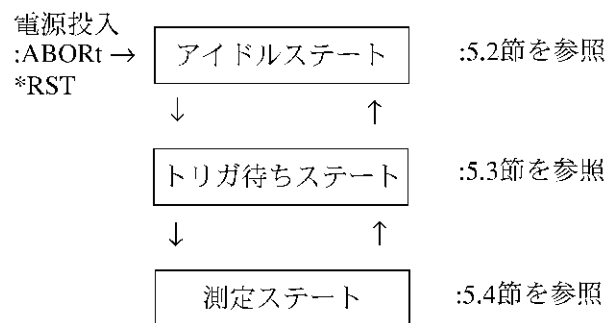 電源投入
:ABORt → アイドルステート :5.2節を参照
*RST
↓ ↑
トリガ待ちステート :5.3節を参照
↓ ↑
測定ステート :5.4節を参照